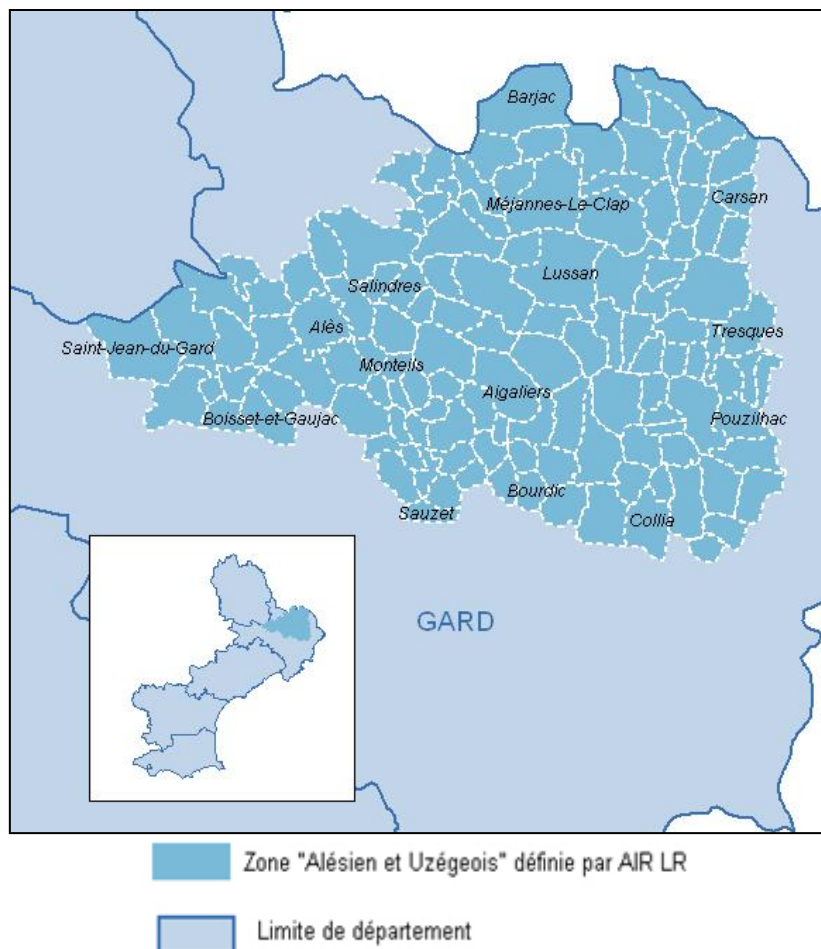 Barjac
Méjannes-Le-Clap
Carsan
Lussan
Salindres
Alès
Tresques
Saint-Jean-du-Gard
Monteils
Aigaliers
Boisset-et-Gaujac
Pouzilhac
Bourdic
Sauzet
Collia
GARD
Zone "Alésien et Uzégeois" définie par AIR LR
Limite de département